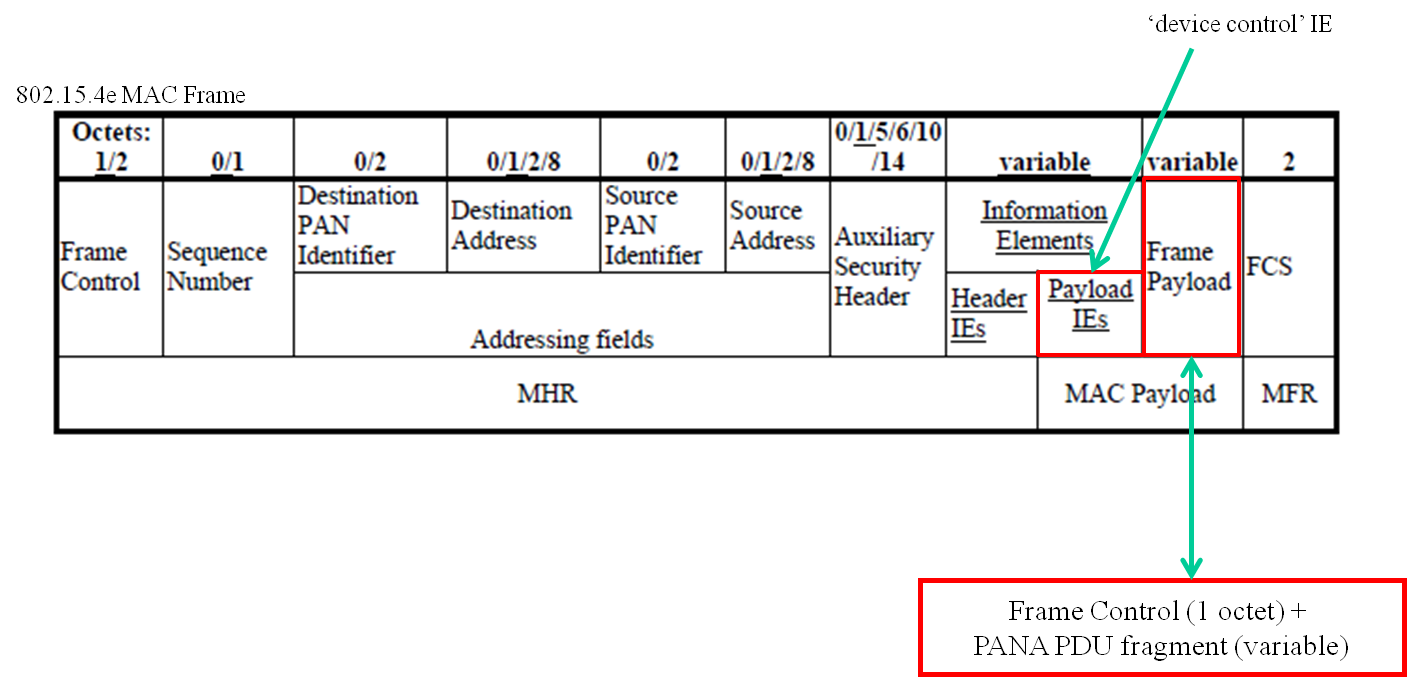 ‘device control’ IE
802.15.4e MAC Frame
Octets:
1/2
0/1
0/2
0/1/2/8
0/2
0/1/2/8
0/1/5/6/10
/14
variable
variable
2
Frame
Control
Sequence
Number
Destination
PAN
Identifier
Destination
Address
Source
PAN
Identifier
Source
Address
Addressing fields
Auxiliary
Security
Header
Information
Elements
Header
IEs
Payload
IEs
Frame
Payload
FCS
MHR
MAC Payload
MFR
Frame Control (1 octet) +
PANA PDU fragment (variable)